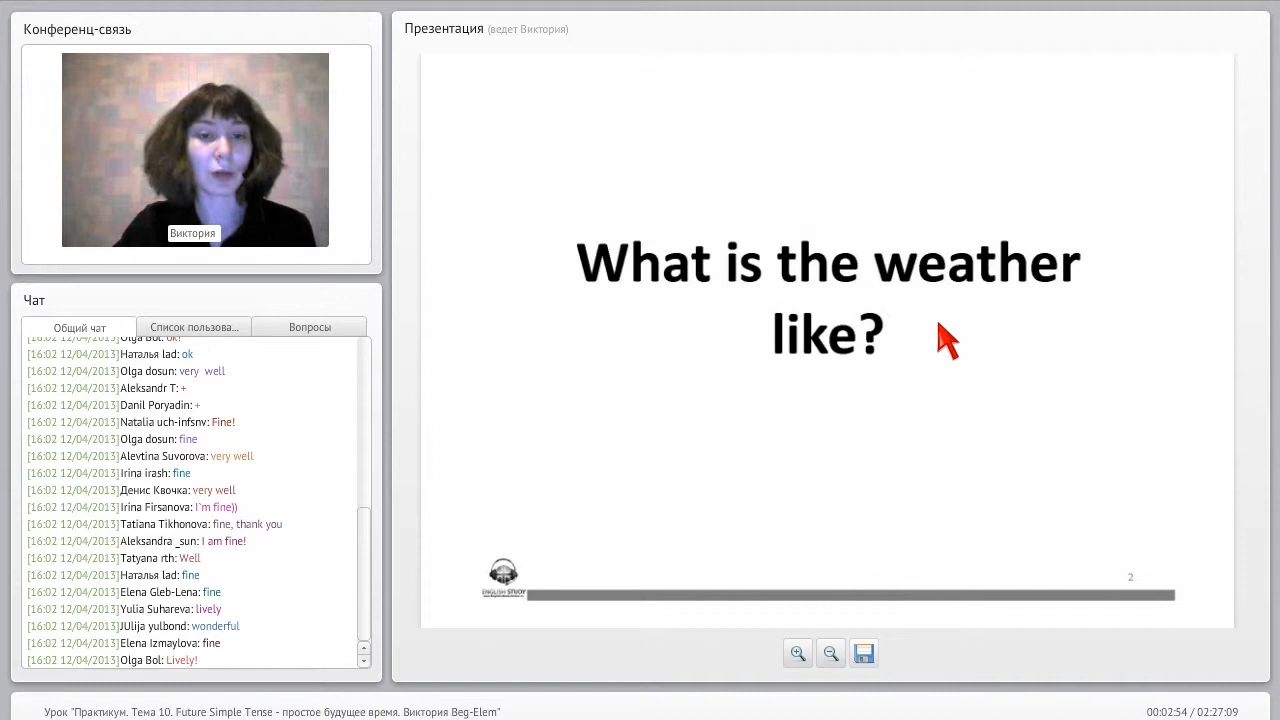 Конференц-связь
Виктория
Чат
Общий чат
Список пользова...
Вопросы
[16:02 12/04/2013]Olga Bol: ok!
[16:02 12/04/2013]Наталья lad: ok
[16:02 12/04/2013]Olga dosun: very well
[16:02 12/04/2013]Aleksandr T: +
[16:02 12/04/2013]Danil Poryadin: +
[16:02 12/04/2013]Natalia uch-infsnv: Fine!
[16:02 12/04/2013]Olga dosun: fine
[16:02 12/04/2013]Alevtina Suvorova: very well
[16:02 12/04/2013]Irina irash: fine
[16:02 12/04/2013]Денис Квочка: very well
[16:02 12/04/2013]Irina Firsanova: I`m fine))
[16:02 12/04/2013]Tatiana Tikhonova: fine, thank you
[16:02 12/04/2013]Aleksandra _sun: I am fine!
[16:02 12/04/2013]Tatyana rth: Well
[16:02 12/04/2013]Наталья lad: fine
[16:02 12/04/2013]Elena Gleb-Lena: fine
[16:02 12/04/2013]Yulia Suhareva: lively
[16:02 12/04/2013]JUlija yulbond: wonderful
[16:02 12/04/2013]Elena Izmaylova: fine
[16:02 12/04/2013]Olga Bol: Lively!
Презентация (ведет Виктория)
What is the weather
like?
ENGLISH STUDY
2
Урок "Практикум. Тема 10. Future Simple Tense - простое будущее время. Виктория Beg-Elem"
00:02:54 / 02:27:09